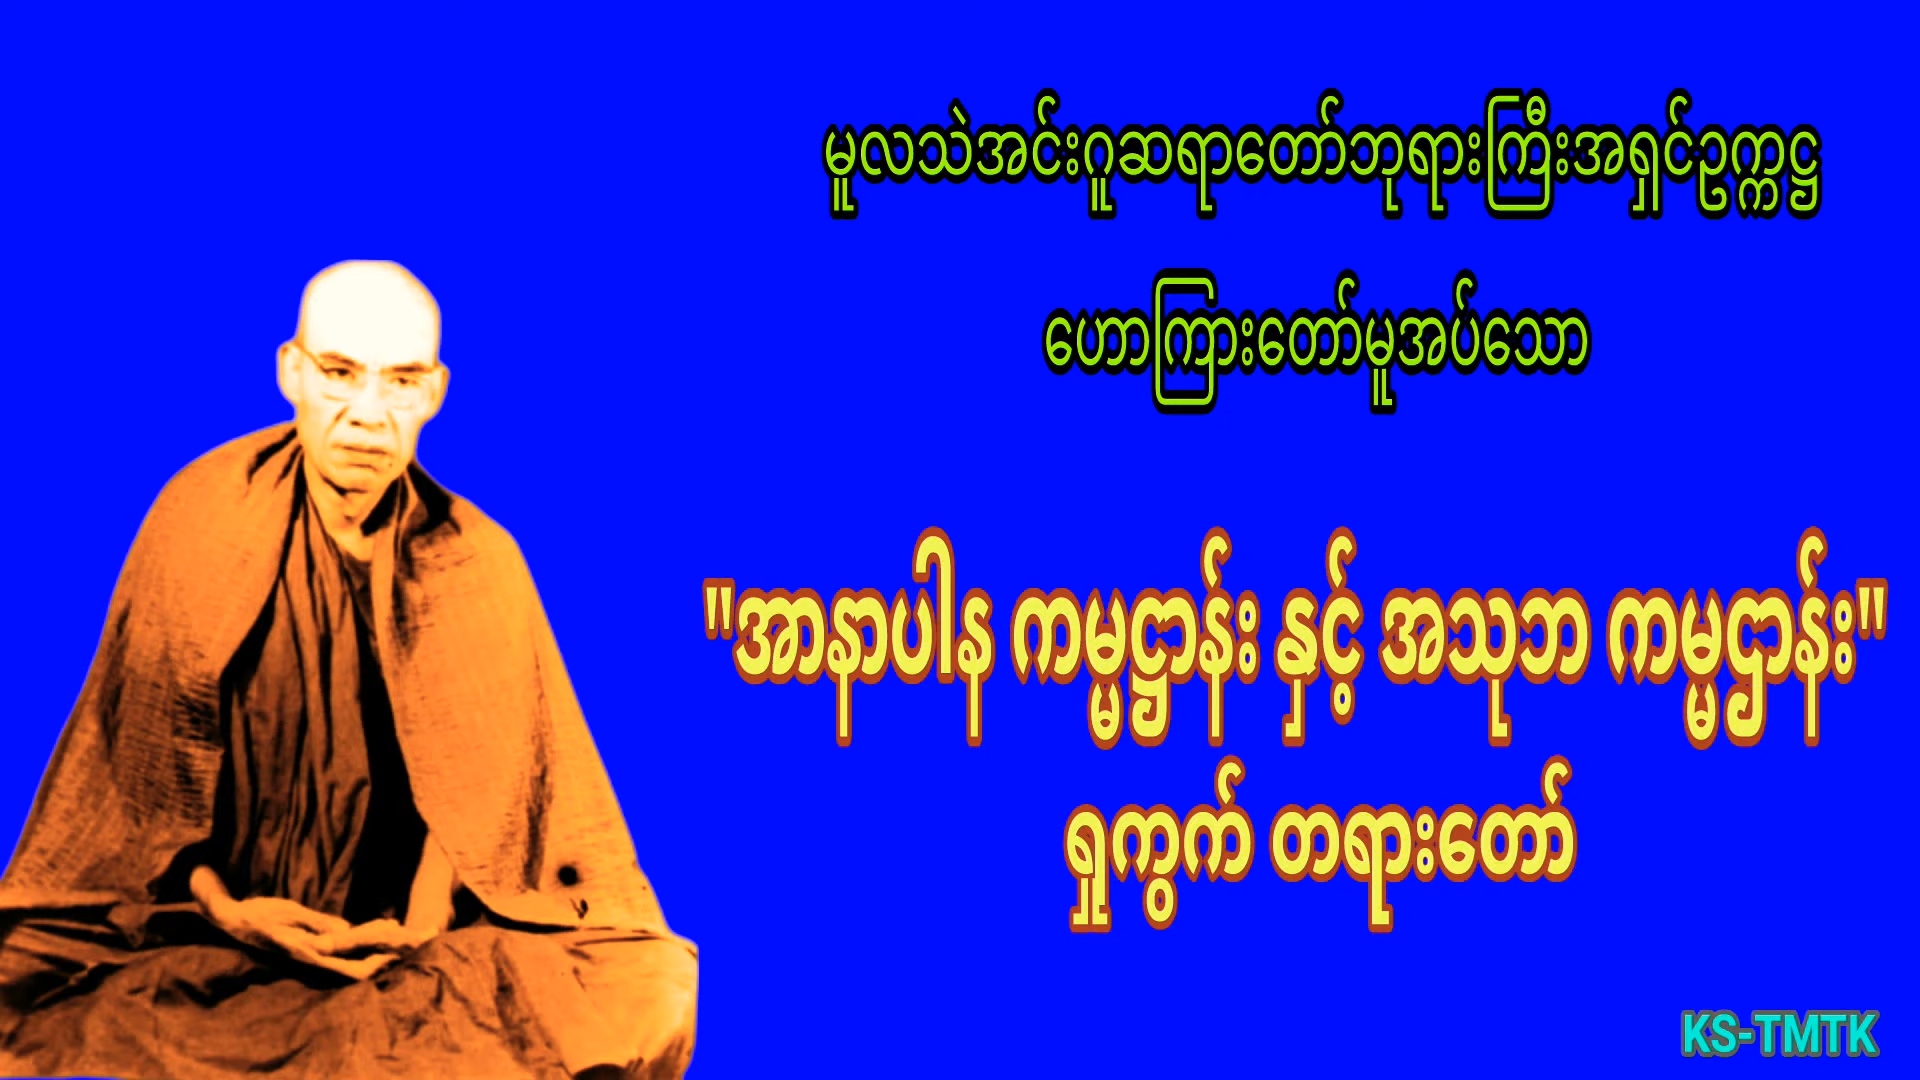 မူလသဲအင်းဂူဆရာတော်ဘုရားကြီးအရှင်ဥက္ကဋ္ဌ
ဟောကြားတော်မူအပ်သော
"အာနာပါန ကမ္မဋ္ဌာန်း နှင့် အသုဘ ကမ္မဌာန်း"
ရှုကွက် တရားတော်
KS-TMTK